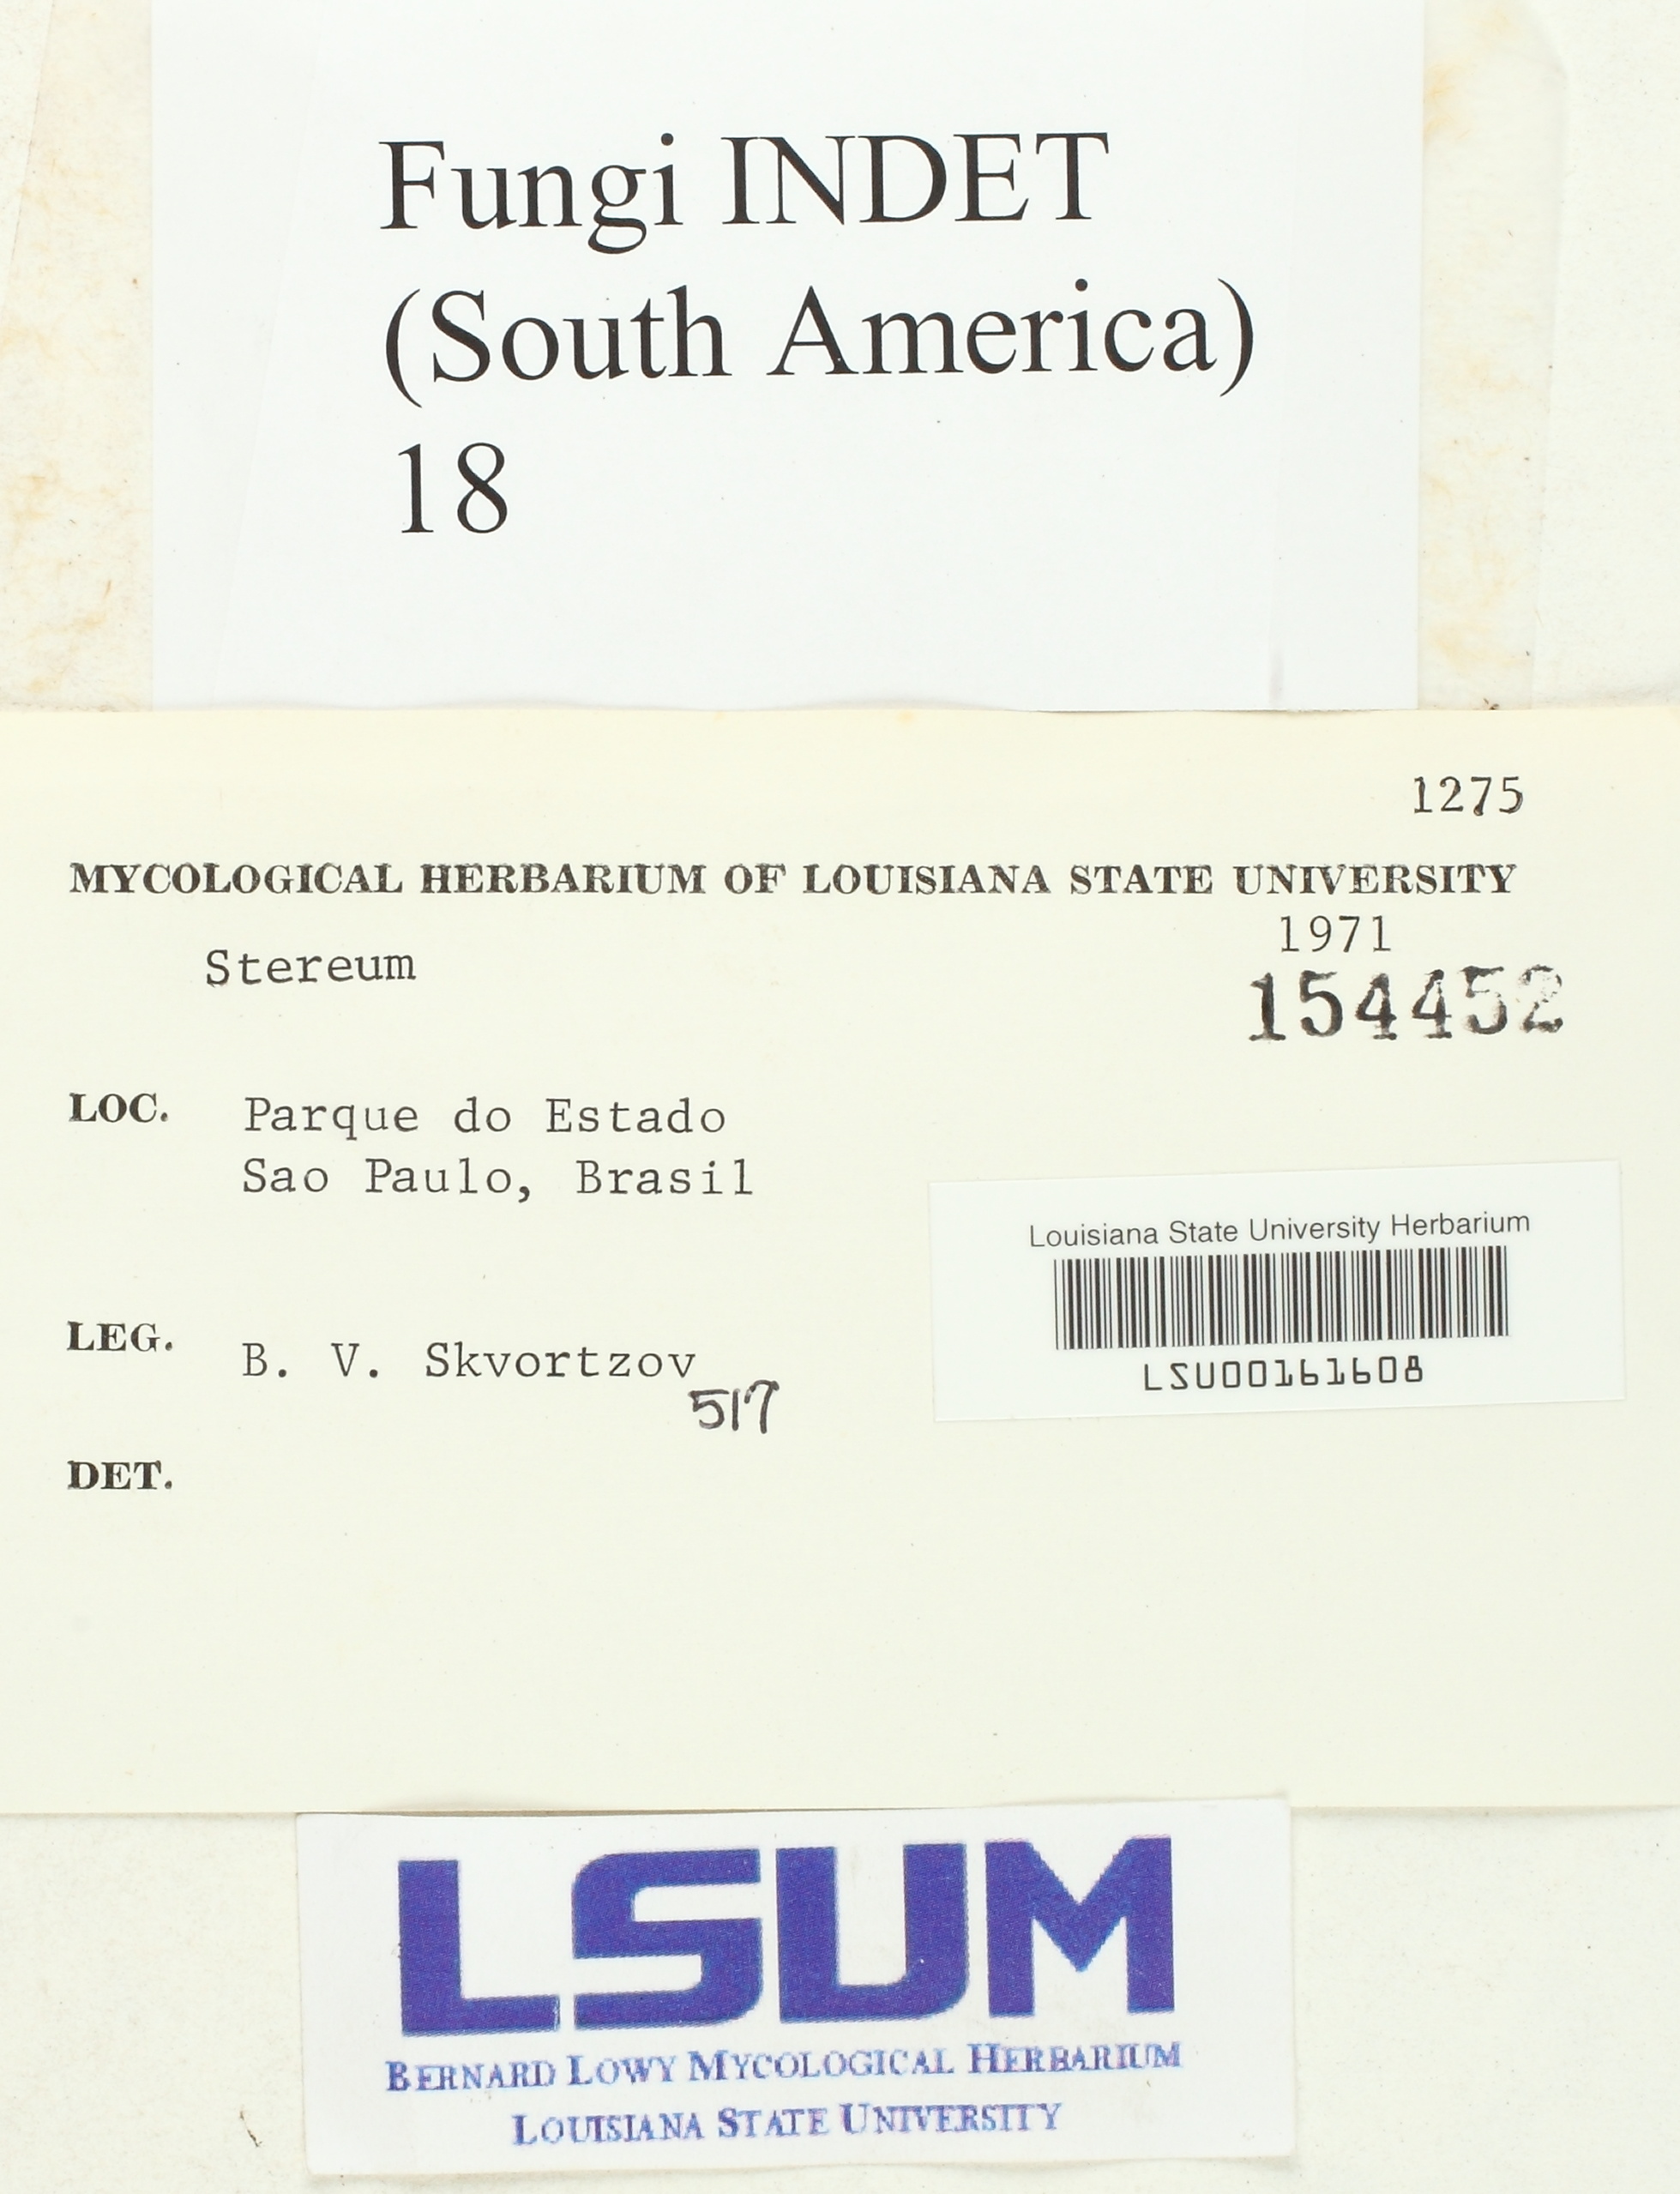 Fungi INDET
(South America)
18
1275
MYCOLOGICAL HERBARIUM OF LOUISIANA STATE UNIVERSITY
1971
Stereum
154452
LOC. Parque do Estado
Sao Paulo, Brasil
Louisiana State University Herbarium
LSU00161608
LEG. B. V. Skvortzov
517
DET.
LSUM
BERNARD LOWY MYCOLOGICAL HERBARIUM
LOUISIANA STATE UNIVERSITY